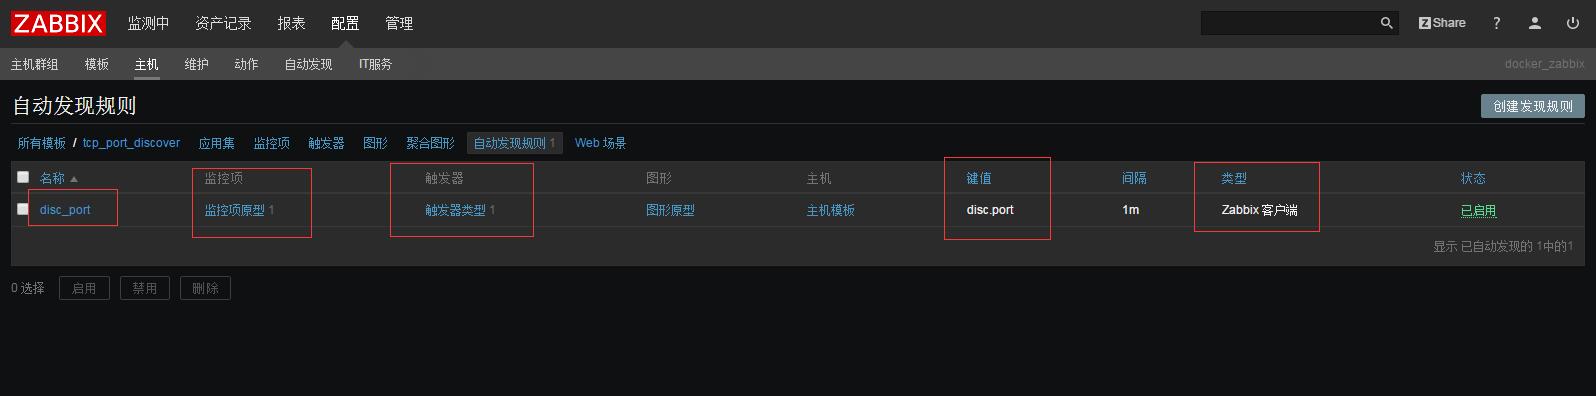 ZABBIX 监测中 资产记录 报表 配置 管理 Z Share ?
主机群组 模板 主机 维护 动作 自动发现 IT服务 docker_zabbix
自动发现规则 创建发现规则
所有模板 / tcp_port_discover 应用集 监控项 触发器 图形 聚合图形 自动发现规则 1 Web 场景
名称 监控项 触发器 图形 主机 键值 间隔 类型 状态
disc_port 监控项原型 1 触发器类型 1 图形原型 主机模板 disc.port 1m Zabbix 客户端 已启用
显示 已自动发现的 1中的1
0 选择 启用 禁用 删除